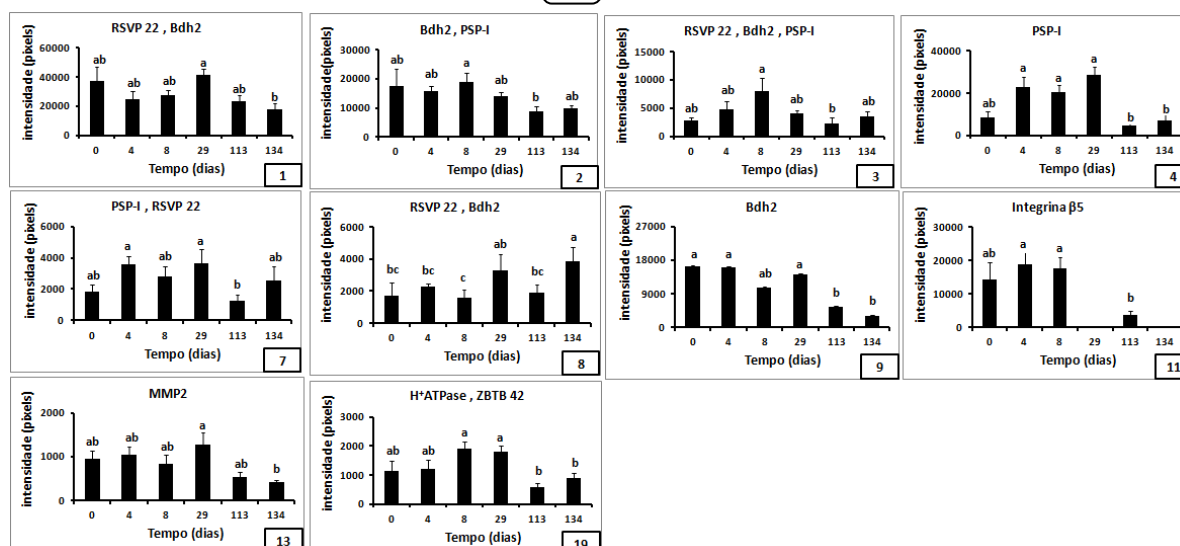 RSVP 22 , Bdh2
intensidade (pixels)
60000
40000
20000
0
ab ab ab a ab b
0 4 8 29 113 134
Tempo (dias)
1
Bdh2 , PSP-I
intensidade(pixels)
30000
20000
10000
0
ab ab a ab b ab
0 4 8 29 113 134
Tempo (dias)
2
RSVP 22 , Bdh2 , PSP-I
intensidade (pixels)
15000
10000
5000
0
ab ab a ab b ab
0 4 8 29 113 134
Tempo (dias)
3
PSP-I
intensidade (pixels)
40000
20000
0
ab a a a b b
0 4 8 29 113 134
Tempo (dias)
4
PSP-I , RSVP 22
intensidade (pixels)
6000
4000
2000
0
ab a ab a b ab
0 4 8 29 113 134
Tempo (dias)
7
RSVP 22 , Bdh2
intensidade (pixels)
6000
4000
2000
0
bc bc c ab bc a
0 4 8 29 113 134
Tempo (dias)
8
Bdh2
intensidade (pixels)
27000
18000
9000
0
a a ab a b b
0 4 8 29 113 134
Tempo (dias)
9
Integrina β5
intensidade (pixels)
30000
20000
10000
0
ab a a b
0 4 8 29 113 134
Tempo (dias)
11
MMP2
intensidade (pixels)
2000
1000
0
ab ab ab a ab b
0 4 8 29 113 134
Tempo (dias)
13
H⁺ATPase , ZBTB 42
intensidade (pixels)
3000
2000
1000
0
ab ab a a b b
0 4 8 29 113 134
Tempo (dias)
19